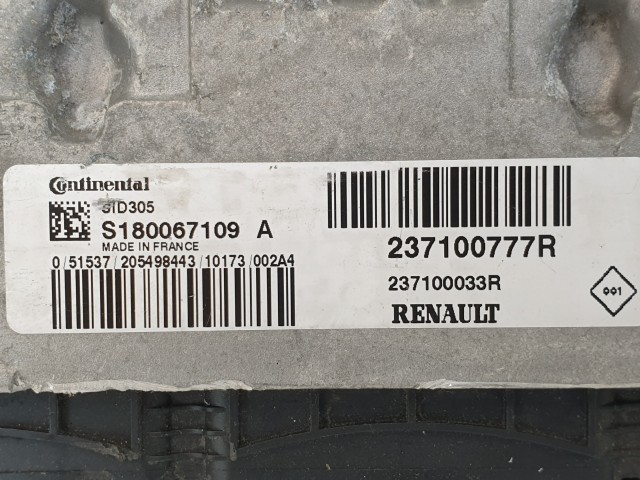 Continental
SID305
S180067109 A
MADE IN FRANCE
0/51537/205498443/10173/002A4
237100777R
237100033R
RENAULT
001